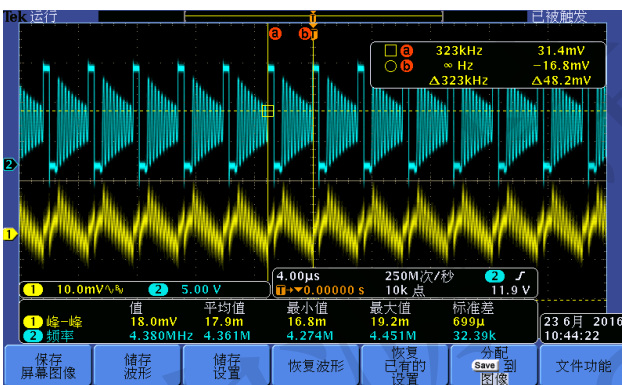 Tek 运行
已被触发
a b
a 323kHz 31.4mV
b ∞ Hz −16.8mV
Δ323kHz Δ48.2mV
2
1
1 10.0mV 2 5.00 V
4.00µs 250M次/秒 2
T→▼0.00000 s 10k 点 11.9 V
值 平均值 最小值 最大值 标准差
1 峰−峰 18.0mV 17.9m 16.8m 19.2m 699µ
2 频率 4.380MHz 4.361M 4.274M 4.451M 32.39k
23 6月 2016
10:44:22
保存
屏幕图像
储存
波形
储存
设置
恢复波形
恢复
已有的
设置
分配
Save 到
图像
文件功能